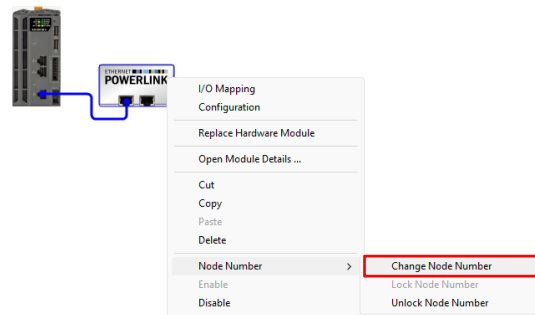 ETHERNET
POWERLINK
I/O Mapping
Configuration
Replace Hardware Module
Open Module Details ...
Cut
Copy
Paste
Delete
Node Number
Change Node Number
Enable
Lock Node Number
Disable
Unlock Node Number